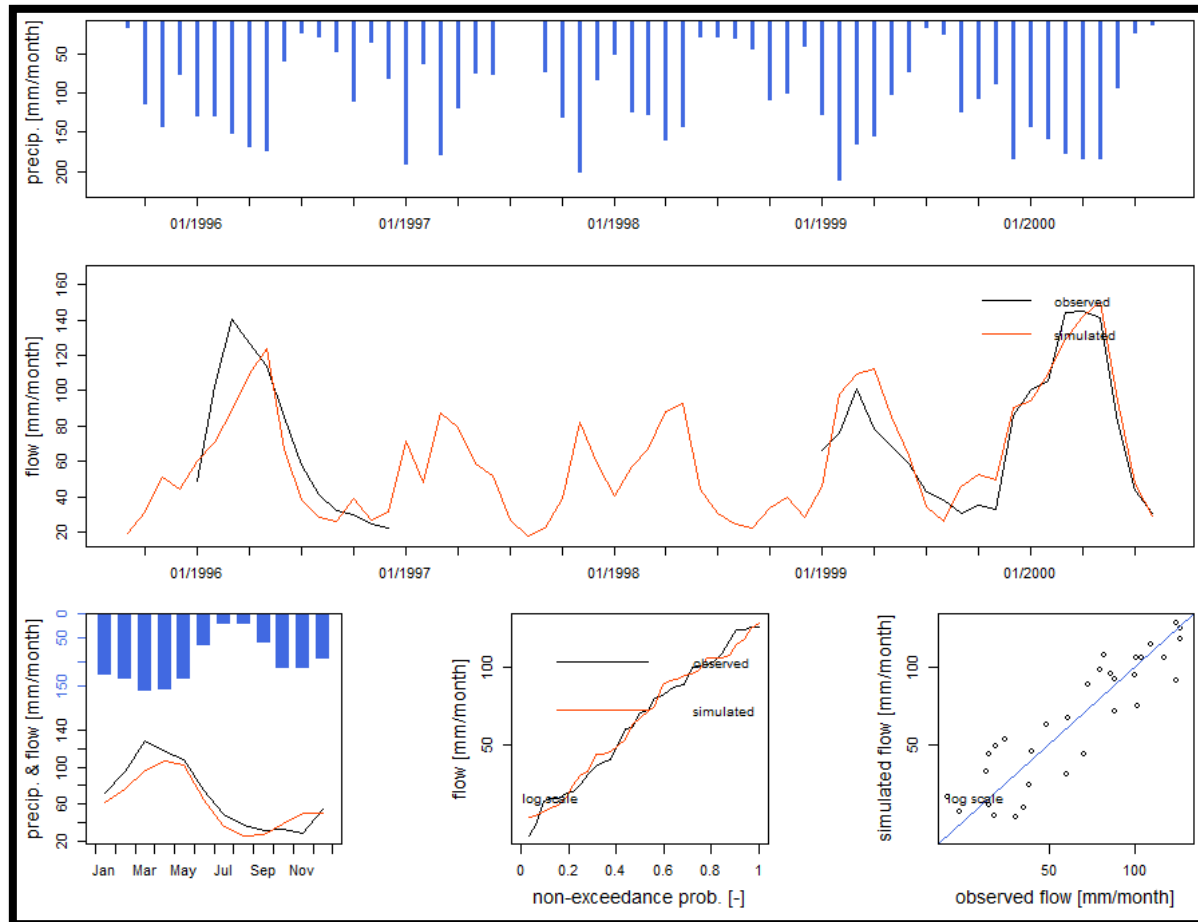 precip. [mm/month]
50
100
150
200
01/1996
01/1997
01/1998
01/1999
01/2000
flow [mm/month]
160
140
120
100
80
60
40
20
observed
simulated
01/1996
01/1997
01/1998
01/1999
01/2000
precip. & flow [mm/month]
0
50
150
140
100
60
20
Jan Mar May Jul Sep Nov
flow [mm/month]
100
50
observed
simulated
log scale
0 0.2 0.4 0.6 0.8 1
non-exceedance prob. [-]
simulated flow [mm/month]
100
50
log scale
50 100
observed flow [mm/month]